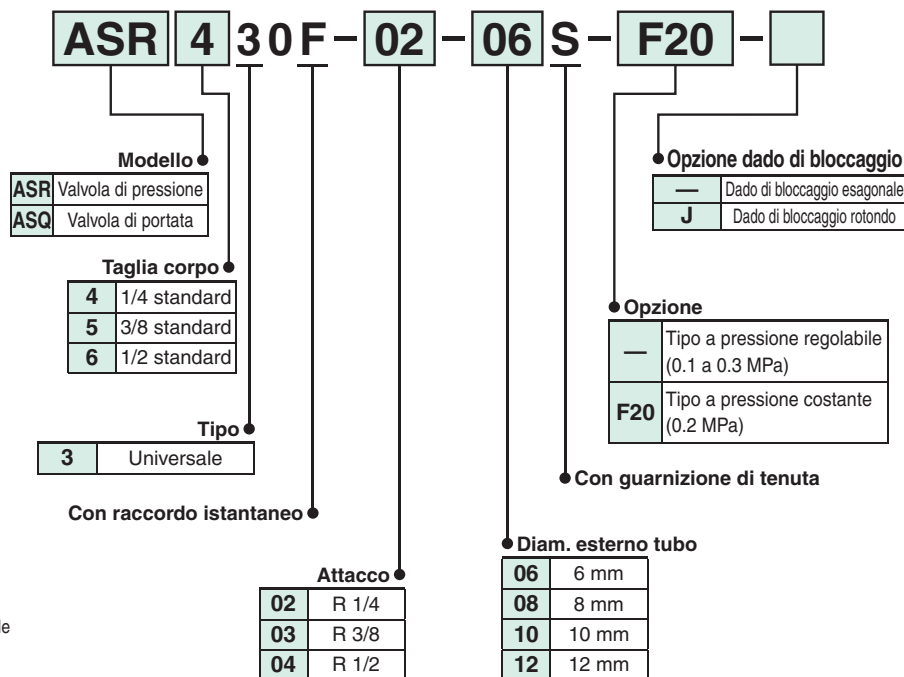 ASR 4 3 0 F - 02 - 06 S - F20 -
Modello
ASR Valvola di pressione
ASQ Valvola di portata
Taglia corpo
4 1/4 standard
5 3/8 standard
6 1/2 standard
Tipo
3 Universale
Con raccordo istantaneo
Attacco
02 R 1/4
03 R 3/8
04 R 1/2
Opzione dado di bloccaggio
— Dado di bloccaggio esagonale
J Dado di bloccaggio rotondo
Opzione
— Tipo a pressione regolabile
(0.1 a 0.3 MPa)
F20 Tipo a pressione costante
(0.2 MPa)
Con guarnizione di tenuta
Diam. esterno tubo
06 6 mm
08 8 mm
10 10 mm
12 12 mm